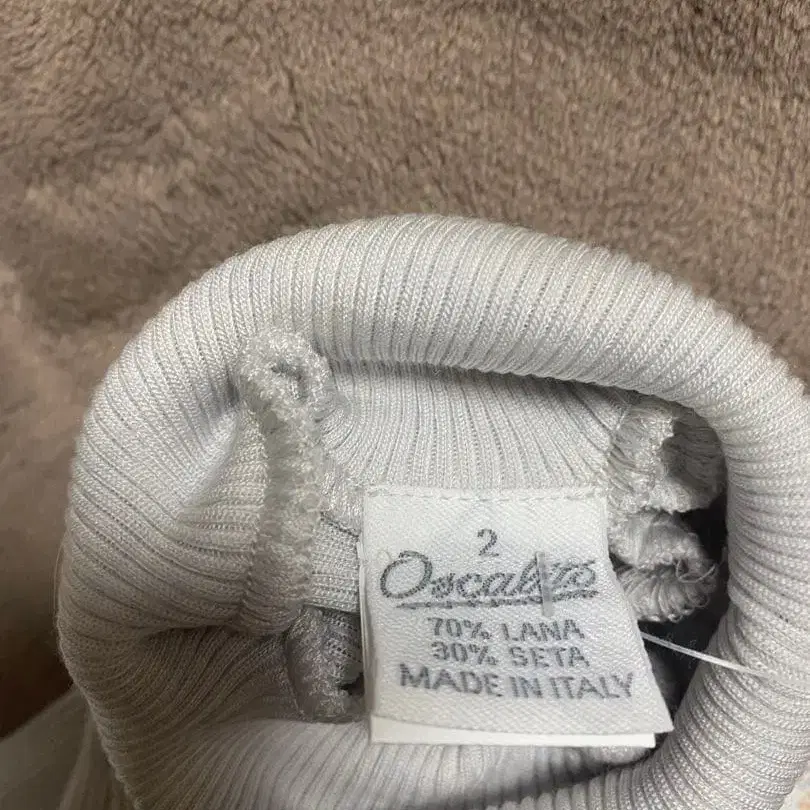 2
Oscalito
70% LANA
30% SETA
MADE IN ITALY